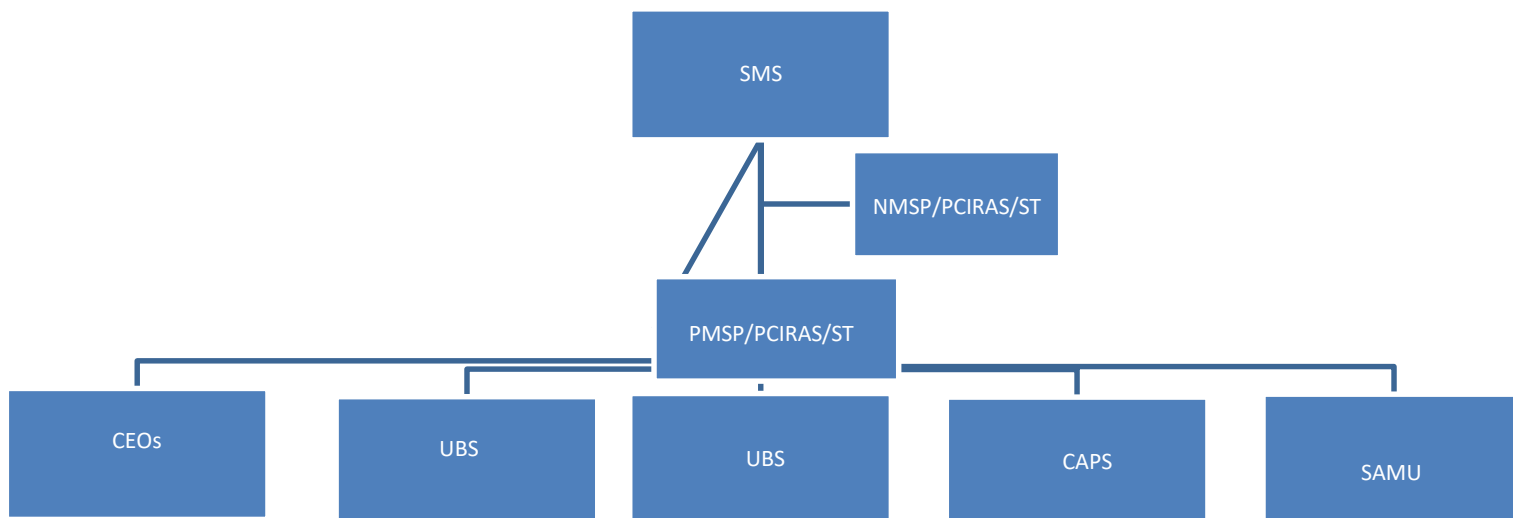 SMS
NMSP/PCIRAS/ST
PMSP/PCIRAS/ST
CEOs
UBS
UBS
CAPS
SAMU